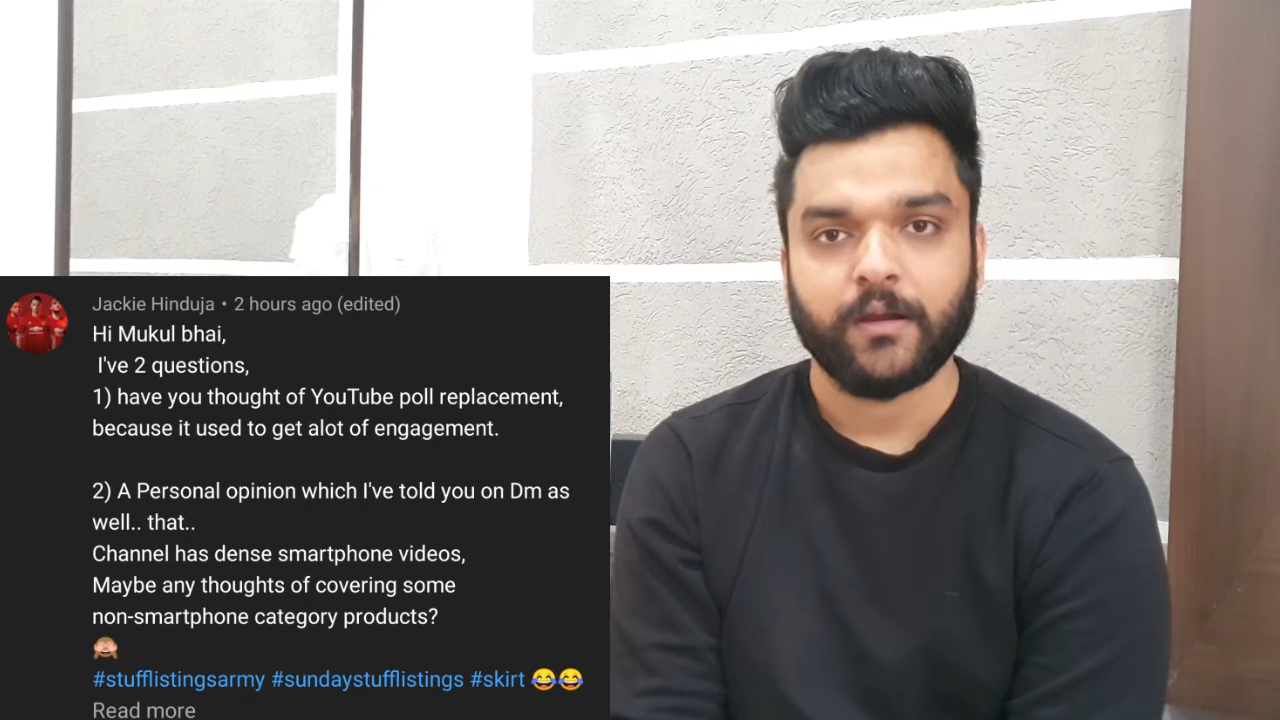 Jackie Hinduja • 2 hours ago (edited)
Hi Mukul bhai,
I've 2 questions,
1) have you thought of YouTube poll replacement,
because it used to get alot of engagement.
2) A Personal opinion which I've told you on Dm as
well.. that..
Channel has dense smartphone videos,
Maybe any thoughts of covering some
non-smartphone category products?
🙈
#stufflistingsarmy #sundaystufflistings #skirt 😂😂
Read more